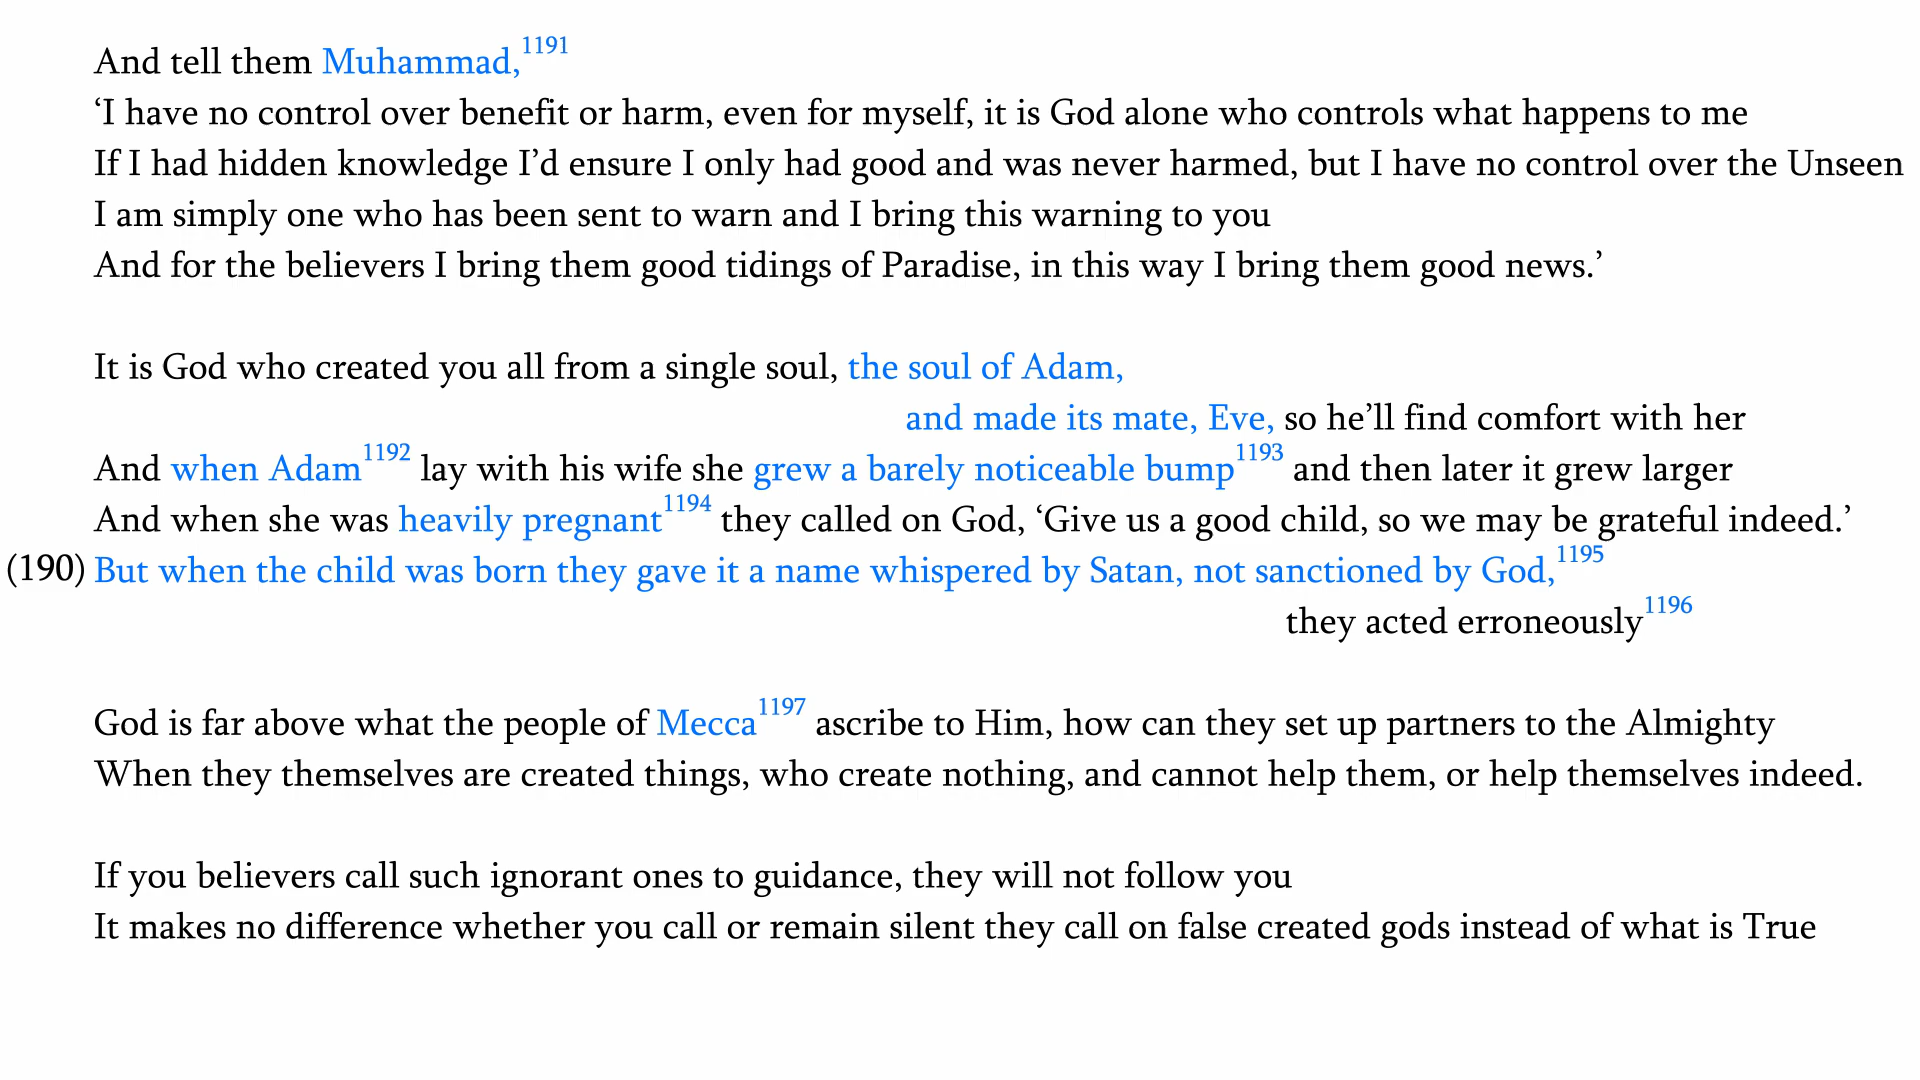 And tell them Muhammad,1191
‘I have no control over benefit or harm, even for myself, it is God alone who controls what happens to me
If I had hidden knowledge I’d ensure I only had good and was never harmed, but I have no control over the Unseen
I am simply one who has been sent to warn and I bring this warning to you
And for the believers I bring them good tidings of Paradise, in this way I bring them good news.’
It is God who created you all from a single soul, the soul of Adam,
and made its mate, Eve, so he’ll find comfort with her
And when Adam1192 lay with his wife she grew a barely noticeable bump1193 and then later it grew larger
And when she was heavily pregnant1194 they called on God, ‘Give us a good child, so we may be grateful indeed.’
(190) But when the child was born they gave it a name whispered by Satan, not sanctioned by God,1195
they acted erroneously1196
God is far above what the people of Mecca1197 ascribe to Him, how can they set up partners to the Almighty
When they themselves are created things, who create nothing, and cannot help them, or help themselves indeed.
If you believers call such ignorant ones to guidance, they will not follow you
It makes no difference whether you call or remain silent they call on false created gods instead of what is True